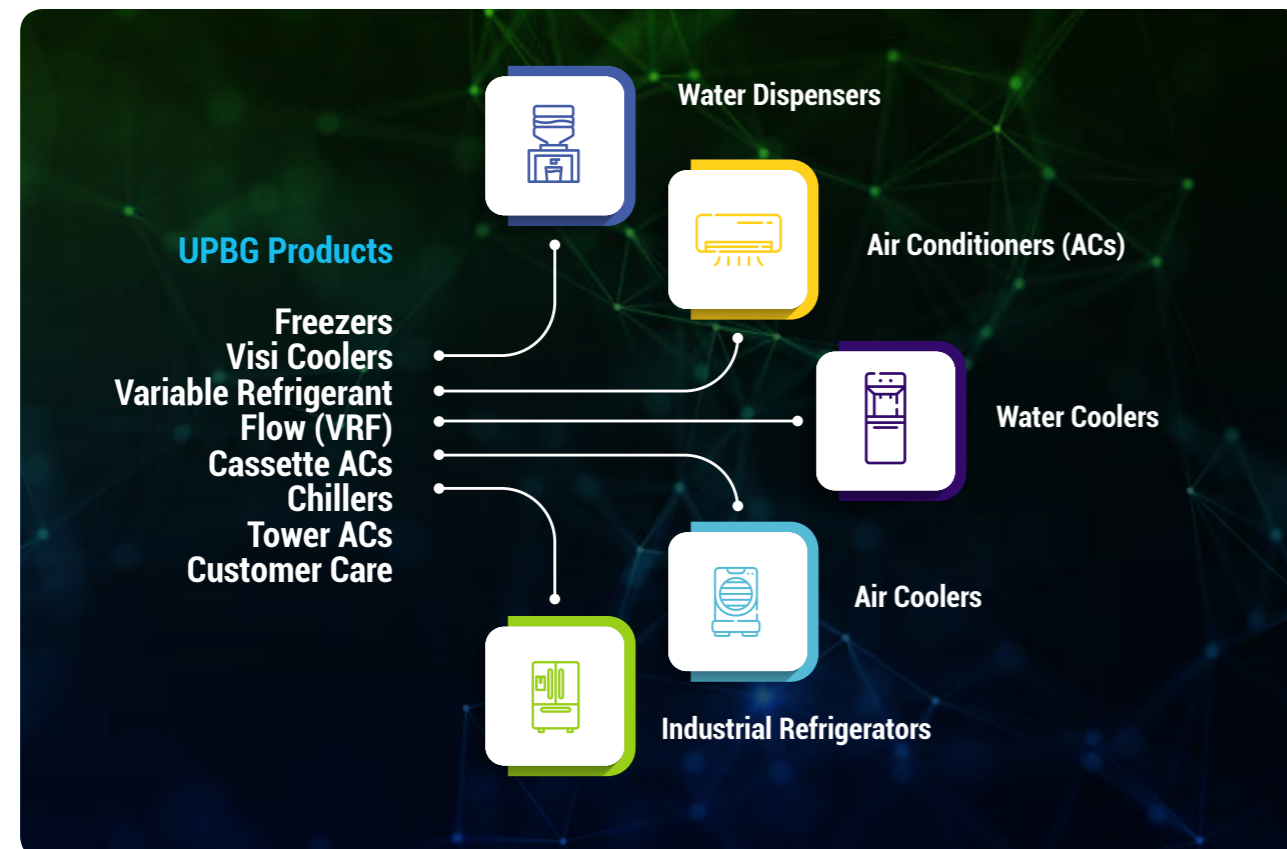 UPBG Products
Freezers
Visi Coolers
Variable Refrigerant
Flow (VRF)
Cassette ACs
Chillers
Tower ACs
Customer Care
Water Dispensers
Air Conditioners (ACs)
Water Coolers
Air Coolers
Industrial Refrigerators